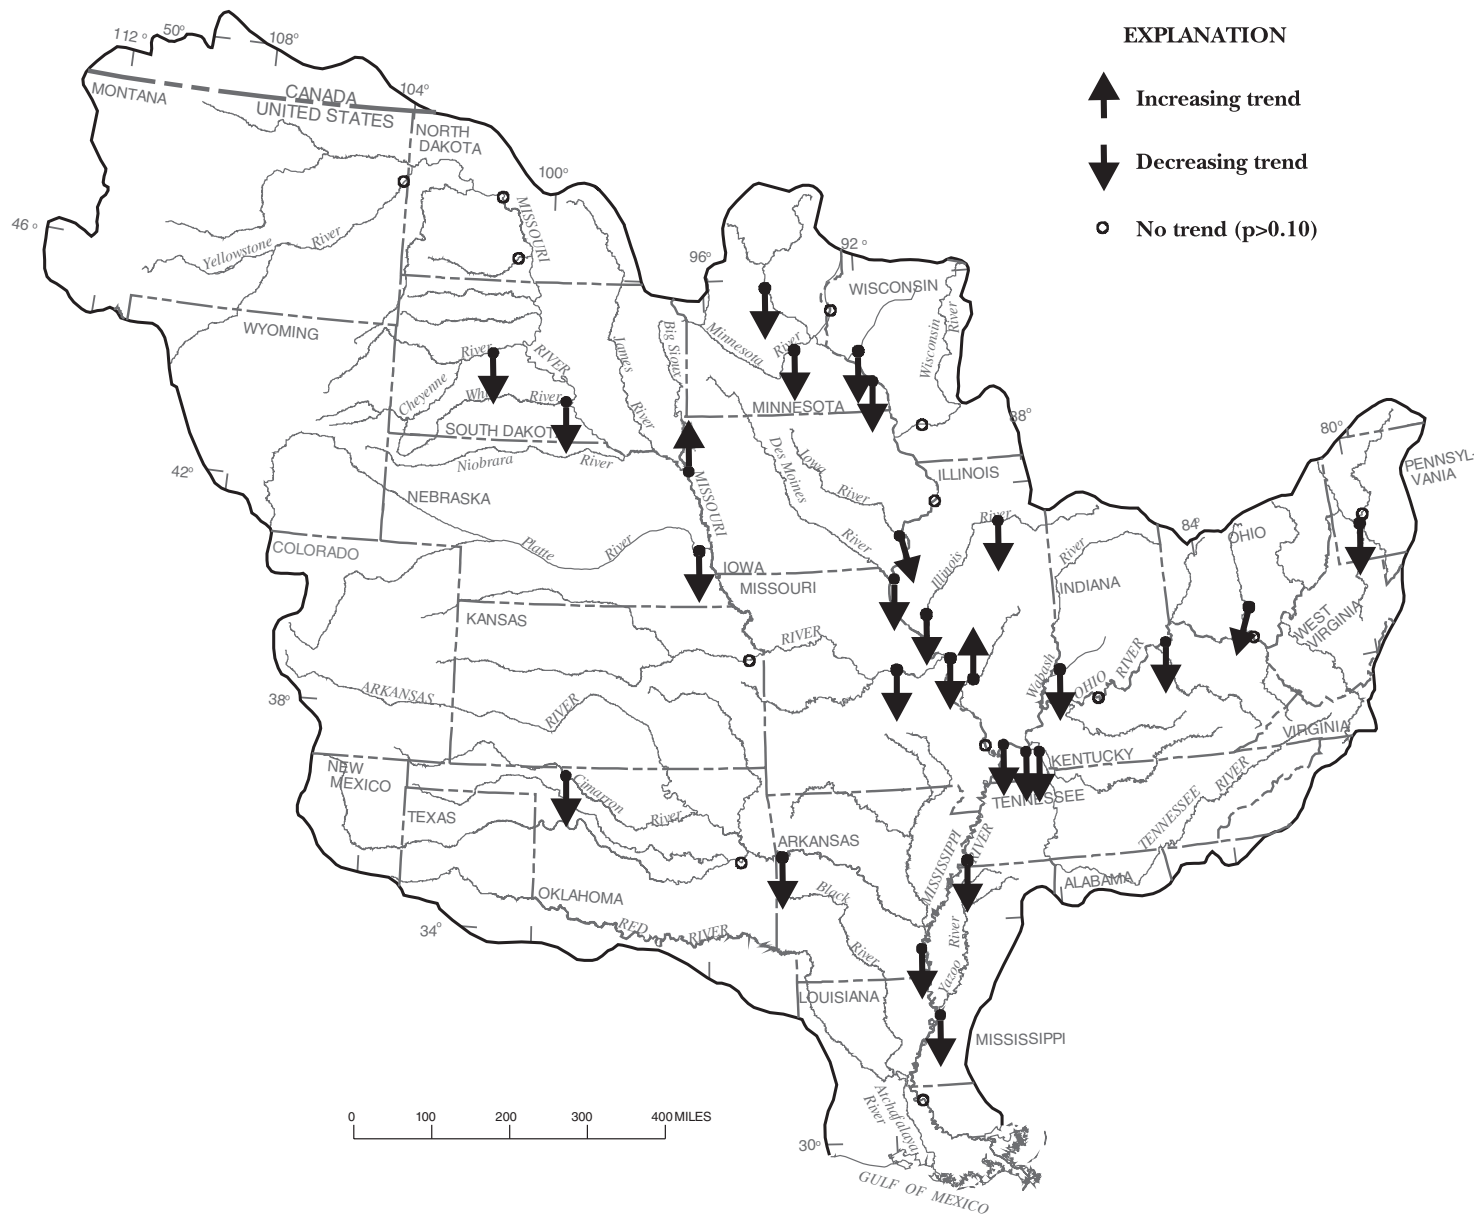 EXPLANATION
Increasing trend
Decreasing trend
No trend (p>0.10)
112 °
50°
108°
104°
CANADA
UNITED STATES
MONTANA
NORTH
DAKOTA
100°
46 °
MISSOURI
Yellowstone
River
96°
92 °
WISCONSIN
WYOMING
Big Sioux
Minnesota
River
Wisconsin
River
James
River
River
RIVER
Cheyenne
River
MINNESOTA
88°
80°
SOUTH DAKOT
Niobrara
River
Des Moines
Iowa
River
ILLINOIS
PENNSYL-
VANIA
42°
NEBRASKA
MISSOURI
River
River
84°
OHIO
COLORADO
Platte
River
IOWA
MISSOURI
Illinois
River
INDIANA
KANSAS
RIVER
WEST
VIRGINIA
38°
ARKANSAS
RIVER
Wabash
OHIO
RIVER
VIRGINIA
NEW
MEXICO
KENTUCKY
Cimarron
River
TENNESSEE
TENNESSEE
RIVER
TEXAS
ARKANSAS
MISSISSIPPI
RIVER
ALABAMA
OKLAHOMA
Black
River
34°
RED
RIVER
Yazoo
River
LOUISIANA
MISSISSIPPI
0
100
200
300
400 MILES
Atchafalaya
River
30°
GULF OF MEXICO